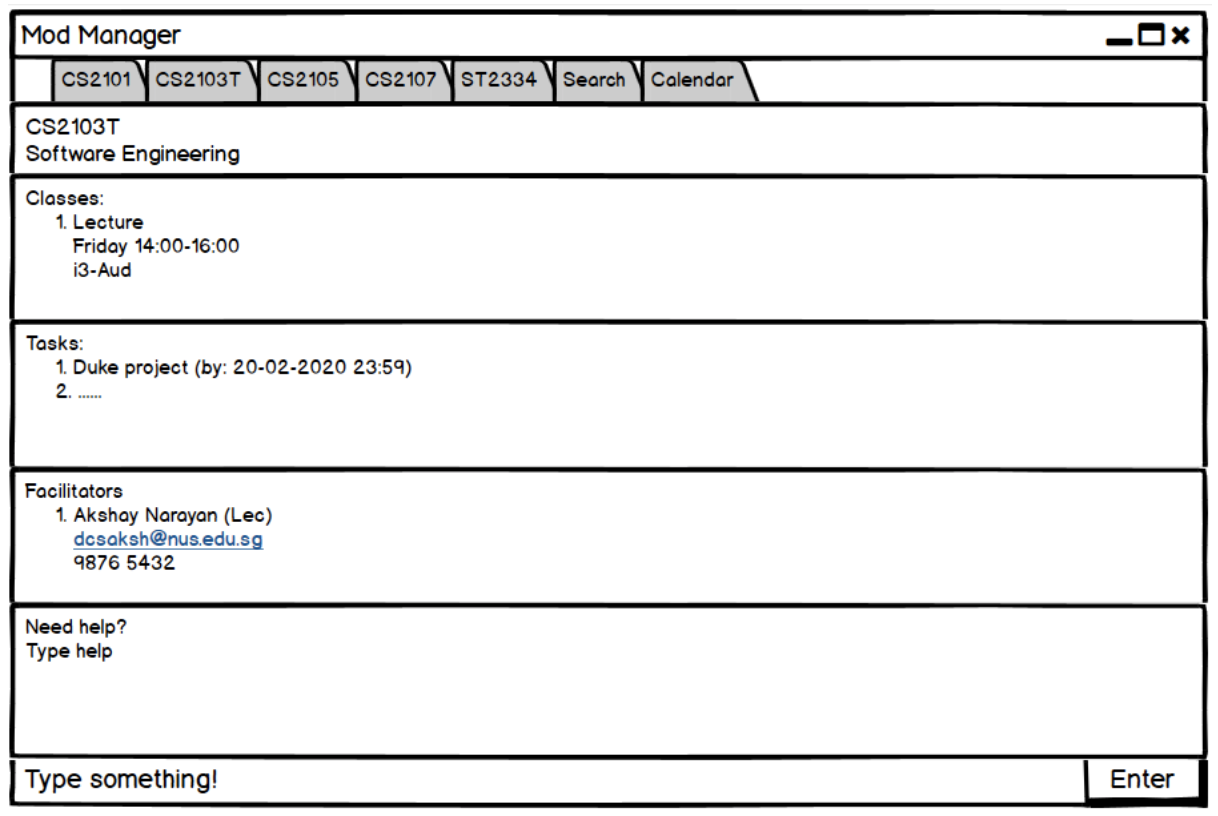 Mod Manager
CS2101 CS2103T CS2105 CS2107 ST2334 Search Calendar
CS2103T
Software Engineering
Classes:
1. Lecture
Friday 14:00-16:00
i3-Aud
Tasks:
1. Duke project (by: 20-02-2020 23:59)
2. ......
Facilitators
1. Akshay Narayan (Lec)
dcsaksh@nus.edu.sg
9876 5432
Need help?
Type help
Type something! Enter